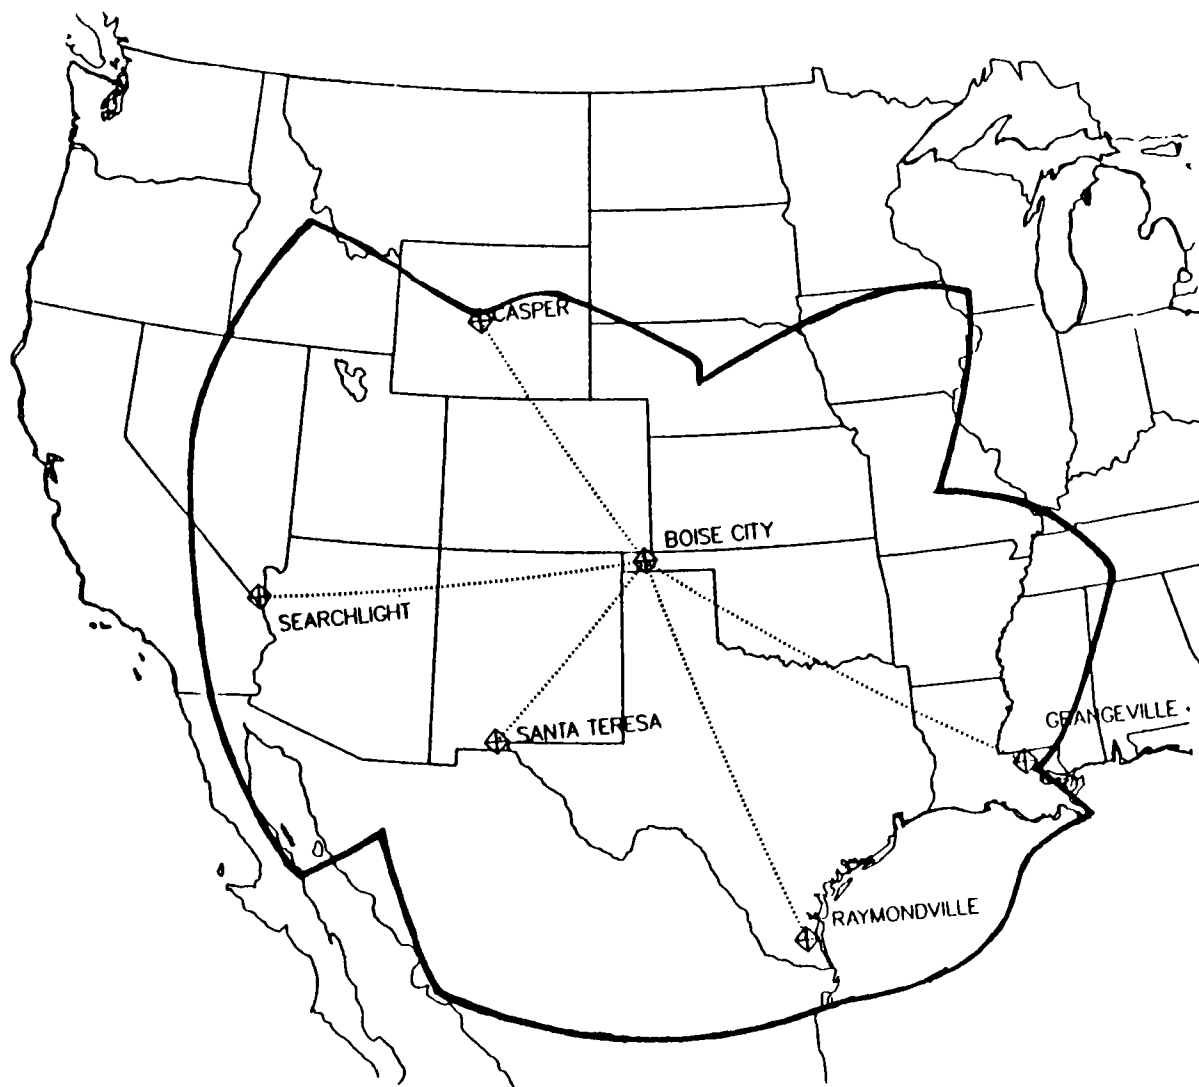 CASPER
BOISE CITY
SEARCHLIGHT
SANTA TERESA
GRANGEVILLE
RAYMONDVILLE